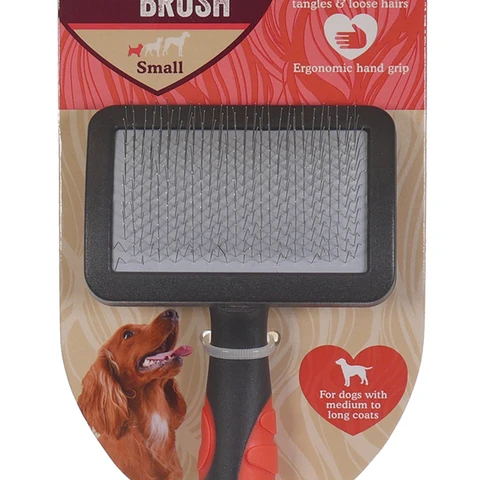 BRUSH
tangles & loose hairs
Small
Ergonomic hand grip
For dogs with
medium to
long coats